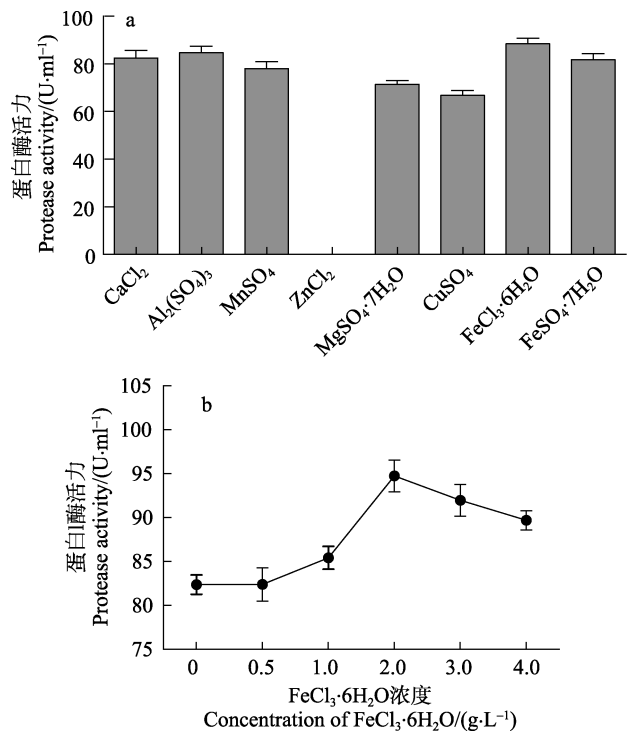 a
蛋白酶活力
Protease activity/(U·ml⁻¹)
100
80
60
40
20
0
CaCl₂
Al₂(SO₄)₃
MnSO₄
ZnCl₂
MgSO₄·7H₂O
CuSO₄
FeCl₃·6H₂O
FeSO₄·7H₂O
b
蛋白l酶活力
Protease activity/(U·ml⁻¹)
105
100
95
90
85
80
75
0 0.5 1.0 2.0 3.0 4.0
FeCl₃·6H₂O浓度
Concentration of FeCl₃·6H₂O/(g·L⁻¹)